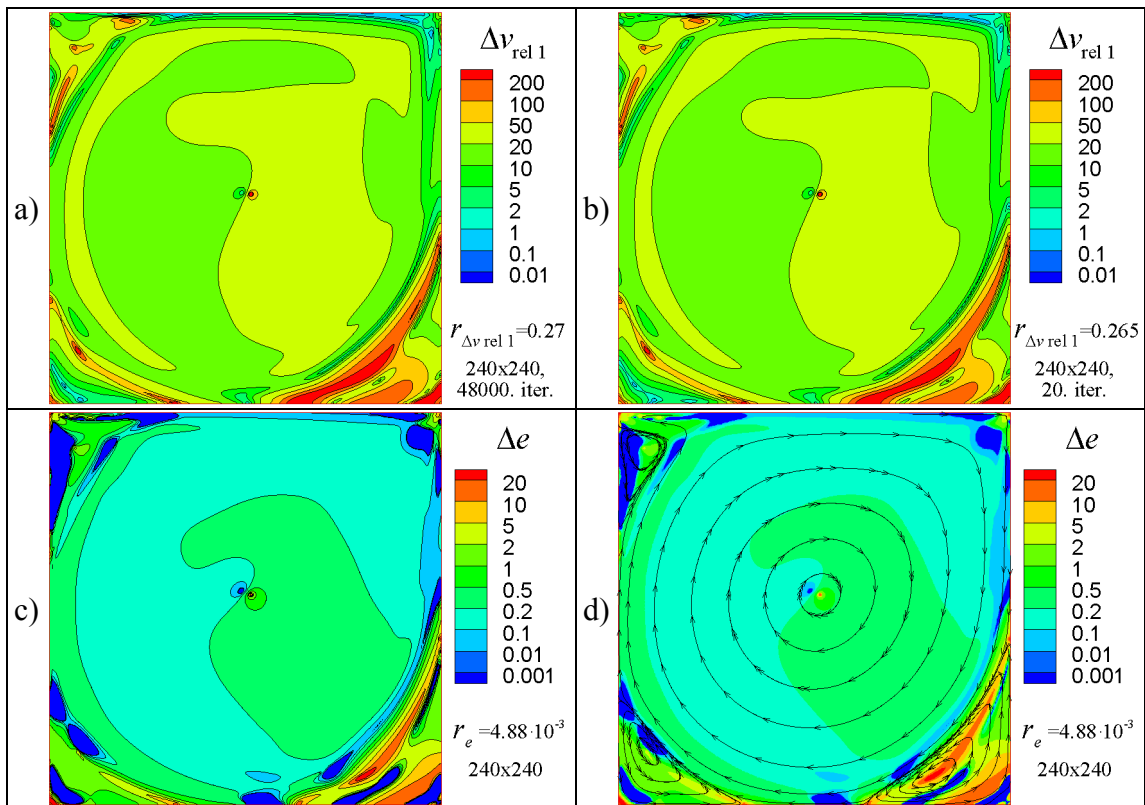 a)
Δv rel 1
200
100
50
20
10
5
2
1
0.1
0.01
r Δv rel 1 =0.27
240x240,
48000. iter.
b)
Δv rel 1
200
100
50
20
10
5
2
1
0.1
0.01
r Δv rel 1 =0.265
240x240,
20. iter.
c)
Δe
20
10
5
2
1
0.5
0.2
0.1
0.01
0.001
r e =4.88·10⁻³
240x240
d)
Δe
20
10
5
2
1
0.5
0.2
0.1
0.01
0.001
r e =4.88·10⁻³
240x240